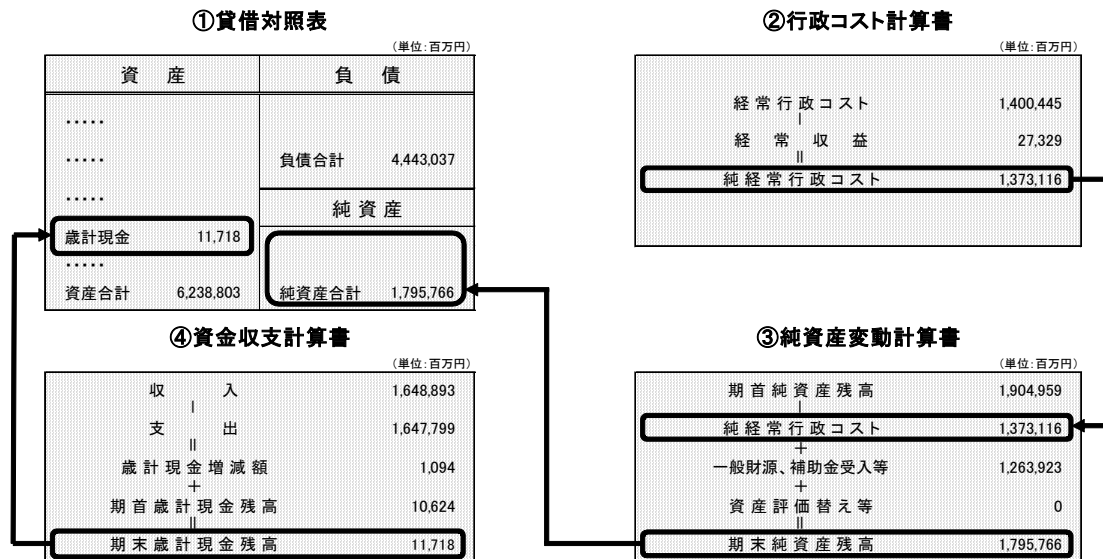 ①貸借対照表
(単位:百万円)
資 産 負 債
・・・・・
・・・・・ 負債合計 4,443,037
・・・・・ 純資産
歳計現金 11,718
・・・・・
資産合計 6,238,803 純資産合計 1,795,766
②行政コスト計算書
(単位:百万円)
経常行政コスト 1,400,445
－
経常収益 27,329
＝
純経常行政コスト 1,373,116
④資金収支計算書
(単位:百万円)
収 入 1,648,893
－
支 出 1,647,799
＝
歳計現金増減額 1,094
＋
期首歳計現金残高 10,624
＝
期末歳計現金残高 11,718
③純資産変動計算書
(単位:百万円)
期首純資産残高 1,904,959
－
純経常行政コスト 1,373,116
＋
一般財源、補助金受入等 1,263,923
＋
資産評価替え等 0
＝
期末純資産残高 1,795,766